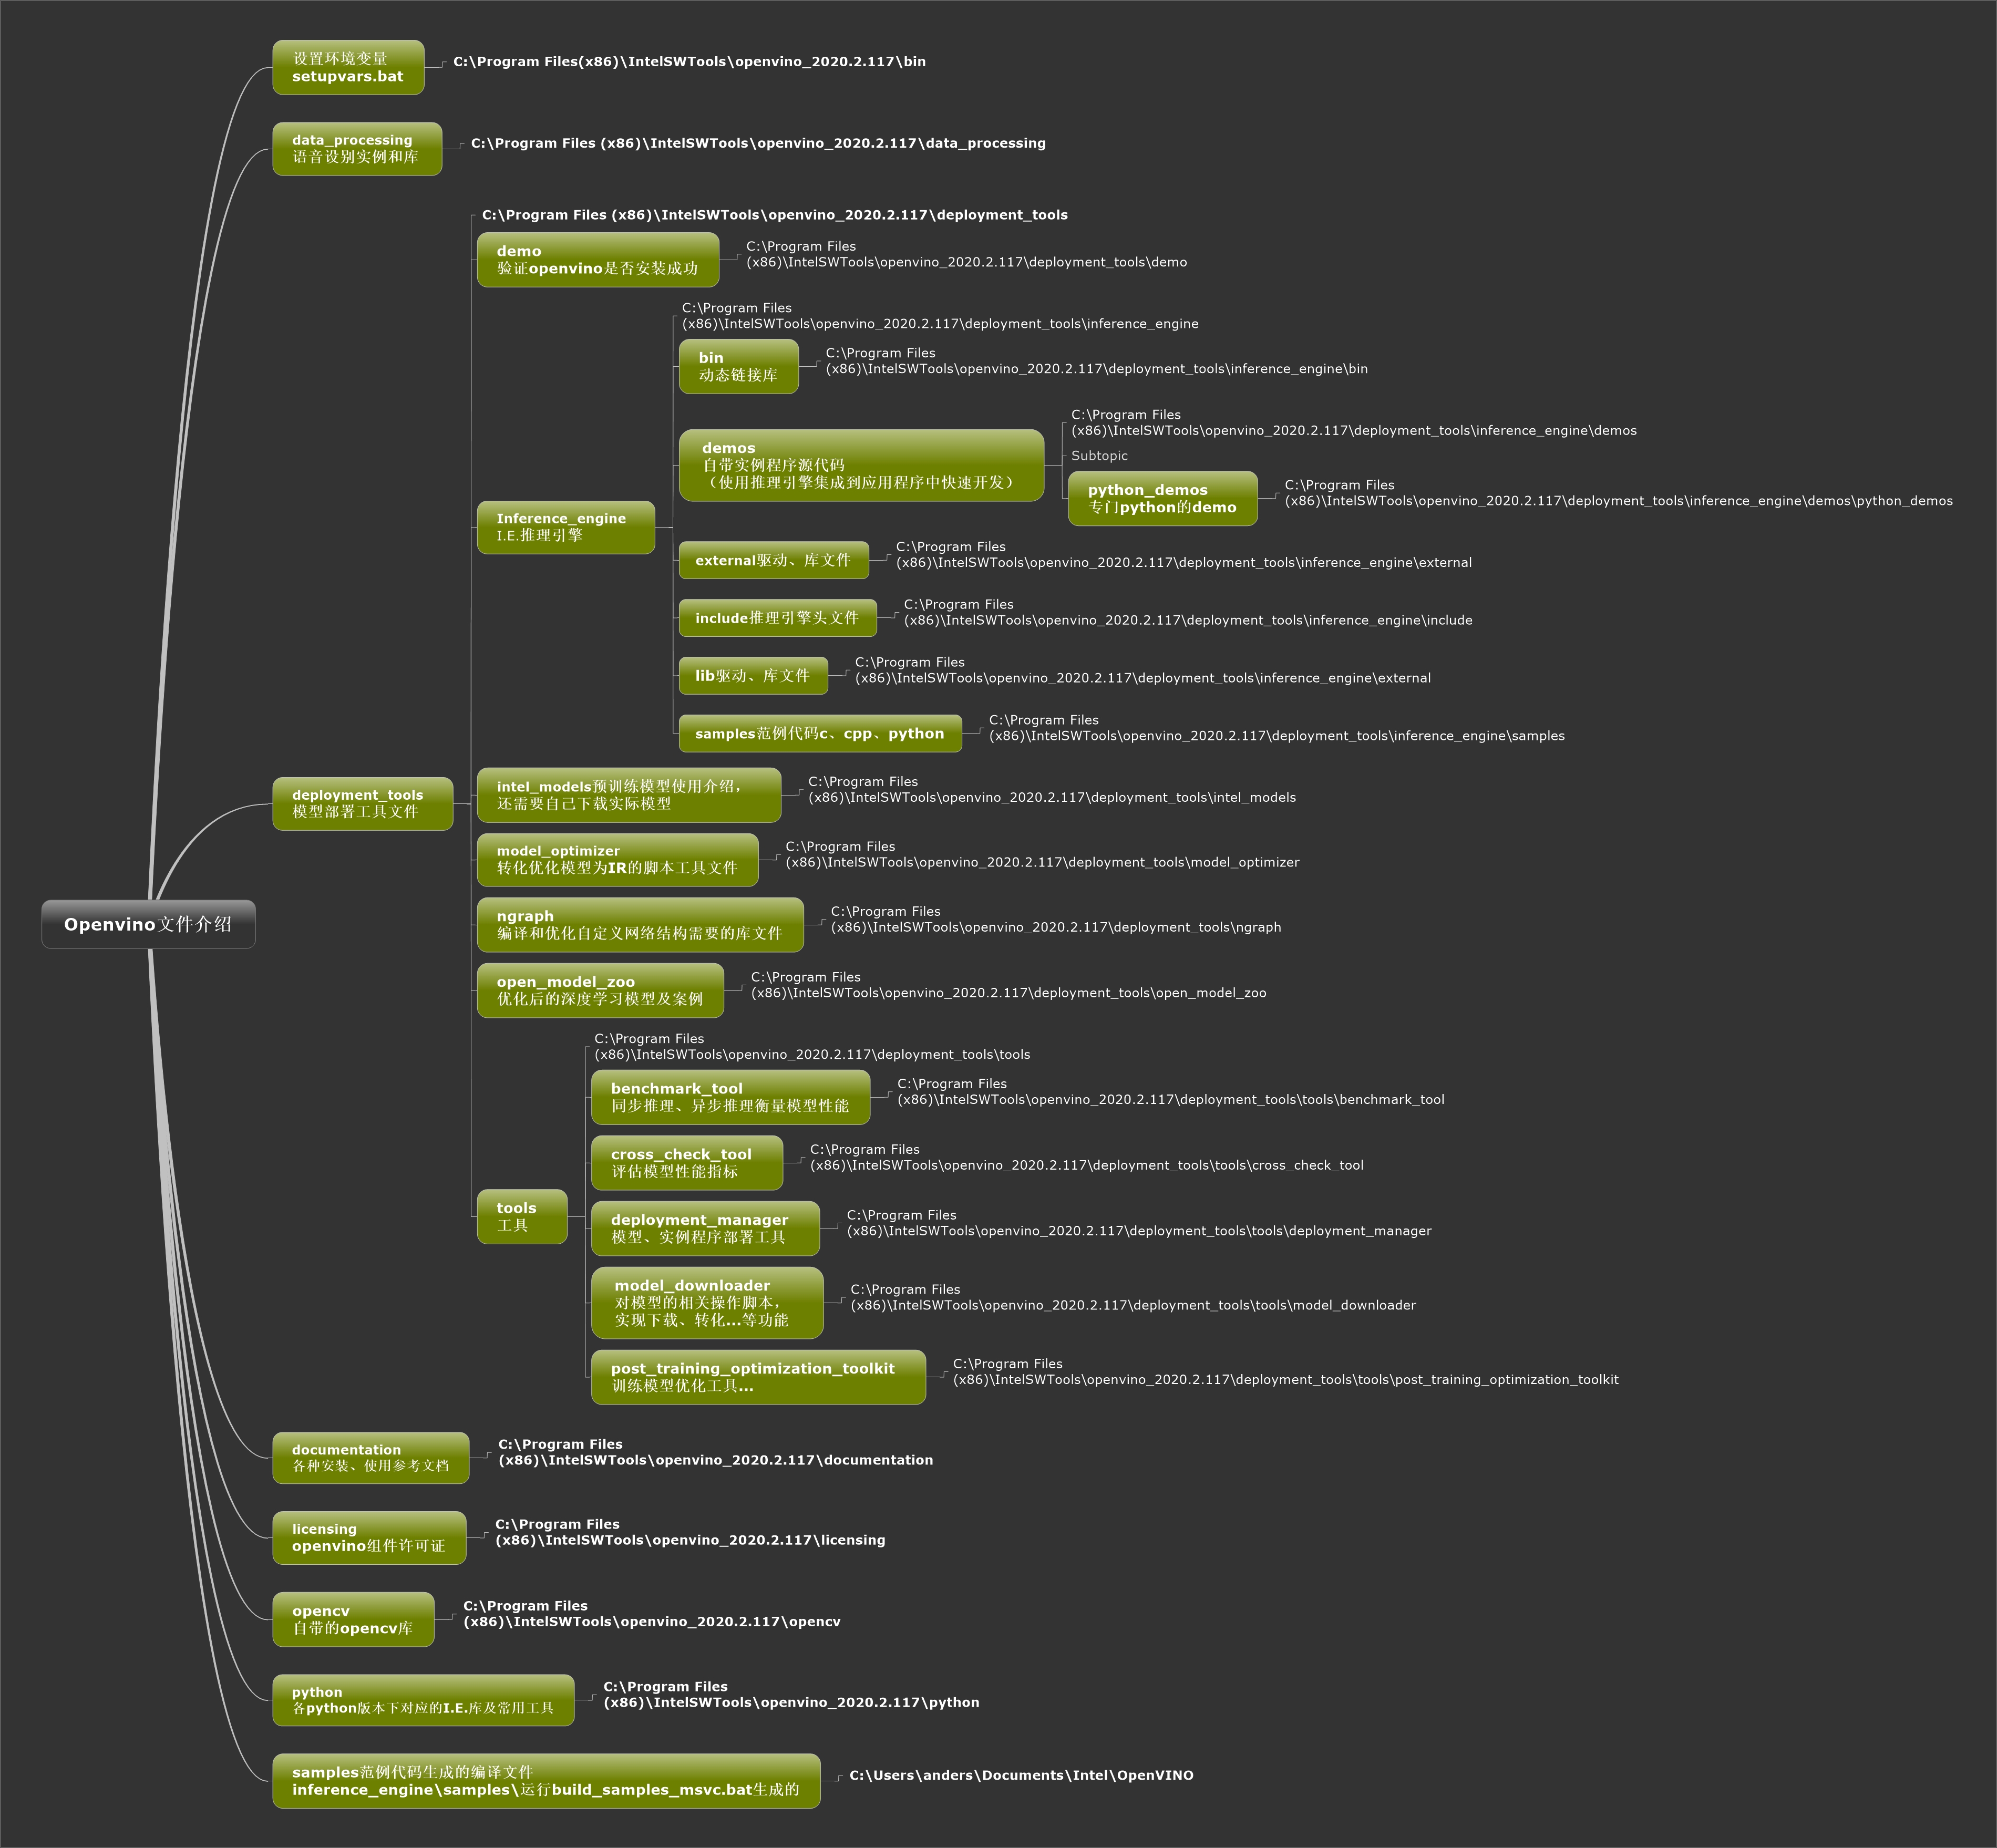 设置环境变量
setupvars.bat
C:\Program Files(x86)\IntelSWTools\openvino_2020.2.117\bin
data_processing
语音设别实例和库
C:\Program Files (x86)\IntelSWTools\openvino_2020.2.117\data_processing
C:\Program Files (x86)\IntelSWTools\openvino_2020.2.117\deployment_tools
demo
验证openvino是否安装成功
C:\Program Files
(x86)\IntelSWTools\openvino_2020.2.117\deployment_tools\demo
C:\Program Files
(x86)\IntelSWTools\openvino_2020.2.117\deployment_tools\inference_engine
bin
动态链接库
C:\Program Files
(x86)\IntelSWTools\openvino_2020.2.117\deployment_tools\inference_engine\bin
demos
自带实例程序源代码
（使用推理引擎集成到应用程序中快速开发）
C:\Program Files
(x86)\IntelSWTools\openvino_2020.2.117\deployment_tools\inference_engine\demos
Subtopic
python_demos
专门python的demo
C:\Program Files
(x86)\IntelSWTools\openvino_2020.2.117\deployment_tools\inference_engine\demos\python_demos
Inference_engine
I.E.推理引擎
external驱动、库文件
C:\Program Files
(x86)\IntelSWTools\openvino_2020.2.117\deployment_tools\inference_engine\external
include推理引擎头文件
C:\Program Files
(x86)\IntelSWTools\openvino_2020.2.117\deployment_tools\inference_engine\include
lib驱动、库文件
C:\Program Files
(x86)\IntelSWTools\openvino_2020.2.117\deployment_tools\inference_engine\external
samples范例代码c、cpp、python
C:\Program Files
(x86)\IntelSWTools\openvino_2020.2.117\deployment_tools\inference_engine\samples
deployment_tools
模型部署工具文件
intel_models预训练模型使用介绍，
还需要自己下载实际模型
C:\Program Files
(x86)\IntelSWTools\openvino_2020.2.117\deployment_tools\intel_models
model_optimizer
转化优化模型为IR的脚本工具文件
C:\Program Files
(x86)\IntelSWTools\openvino_2020.2.117\deployment_tools\model_optimizer
Openvino文件介绍
ngraph
编译和优化自定义网络结构需要的库文件
C:\Program Files
(x86)\IntelSWTools\openvino_2020.2.117\deployment_tools\ngraph
open_model_zoo
优化后的深度学习模型及案例
C:\Program Files
(x86)\IntelSWTools\openvino_2020.2.117\deployment_tools\open_model_zoo
C:\Program Files
(x86)\IntelSWTools\openvino_2020.2.117\deployment_tools\tools
benchmark_tool
同步推理、异步推理衡量模型性能
C:\Program Files
(x86)\IntelSWTools\openvino_2020.2.117\deployment_tools\tools\benchmark_tool
cross_check_tool
评估模型性能指标
C:\Program Files
(x86)\IntelSWTools\openvino_2020.2.117\deployment_tools\tools\cross_check_tool
tools
工具
deployment_manager
模型、实例程序部署工具
C:\Program Files
(x86)\IntelSWTools\openvino_2020.2.117\deployment_tools\tools\deployment_manager
model_downloader
对模型的相关操作脚本，
实现下载、转化...等功能
C:\Program Files
(x86)\IntelSWTools\openvino_2020.2.117\deployment_tools\tools\model_downloader
post_training_optimization_toolkit
训练模型优化工具...
C:\Program Files
(x86)\IntelSWTools\openvino_2020.2.117\deployment_tools\tools\post_training_optimization_toolkit
documentation
各种安装、使用参考文档
C:\Program Files
(x86)\IntelSWTools\openvino_2020.2.117\documentation
licensing
openvino组件许可证
C:\Program Files
(x86)\IntelSWTools\openvino_2020.2.117\licensing
opencv
自带的opencv库
C:\Program Files
(x86)\IntelSWTools\openvino_2020.2.117\opencv
python
各python版本下对应的I.E.库及常用工具
C:\Program Files
(x86)\IntelSWTools\openvino_2020.2.117\python
samples范例代码生成的编译文件
inference_engine\samples\运行build_samples_msvc.bat生成的
C:\Users\anders\Documents\Intel\OpenVINO